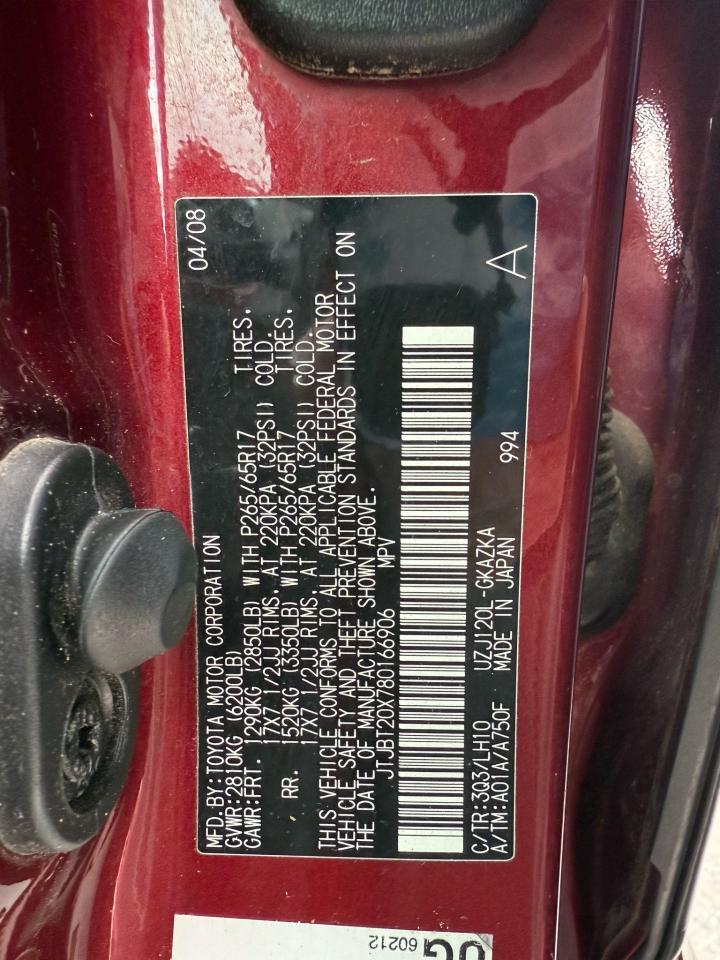 MFD.BY:TOYOTA MOTOR CORPORATION 04/08
GVWR:2810KG (6200LB)
GAWR:FRT. 1290KG (2850LB) WITH P265/65R17 TIRES.
17X7 1/2JJ RIMS, AT 220KPA (32PSI) COLD.
RR. 1520KG (3350LB) WITH P265/65R17 TIRES.
17X7 1/2JJ RIMS, AT 220KPA (32PSI) COLD.
THIS VEHICLE CONFORMS TO ALL APPLICABLE FEDERAL MOTOR
VEHICLE SAFETY AND THEFT PREVENTION STANDARDS IN EFFECT ON
THE DATE OF MANUFACTURE SHOWN ABOVE.
JTJBT20X780166906 MPV
C/TR:3Q37/LH10 UZJ120L-GKAZKA
A/TM:A01A/A750F MADE IN JAPAN 994 A
60212